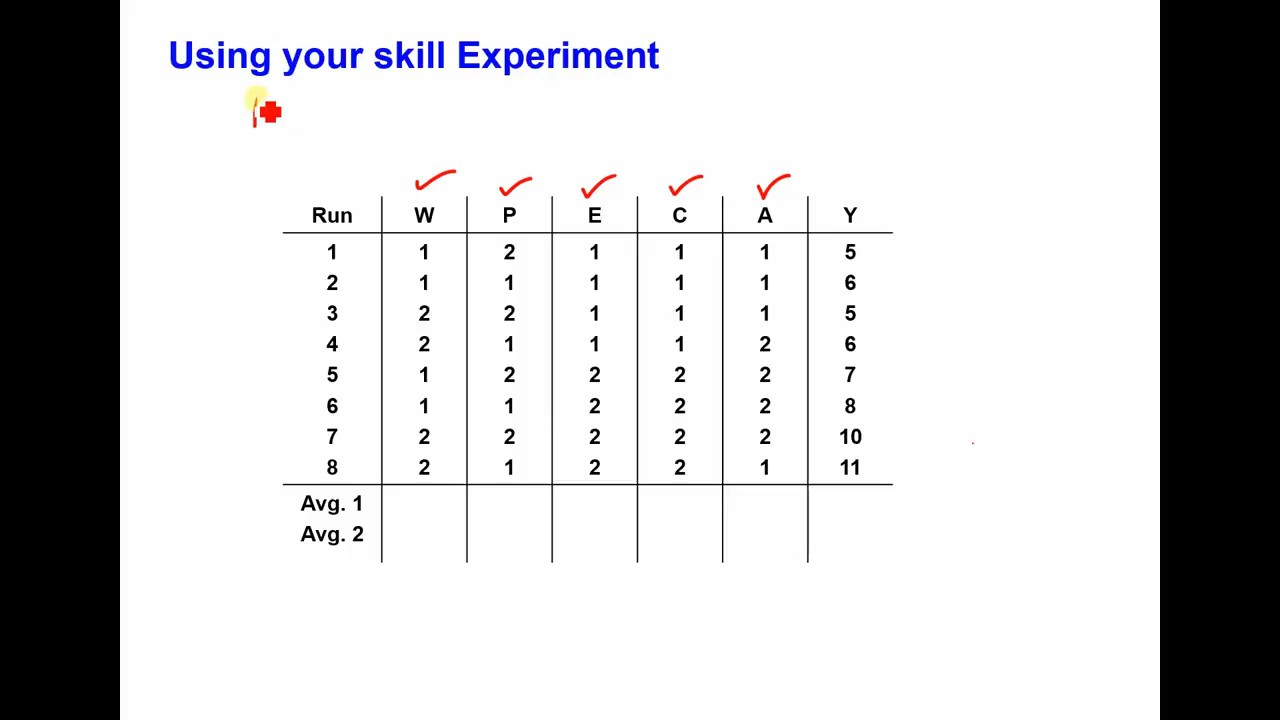 Using your skill Experiment
Run W P E C A Y
1 1 2 1 1 1 5
2 1 1 1 1 1 6
3 2 2 1 1 1 5
4 2 1 1 1 2 6
5 1 2 2 2 2 7
6 1 1 2 2 2 8
7 2 2 2 2 2 10
8 2 1 2 2 1 11
Avg. 1
Avg. 2